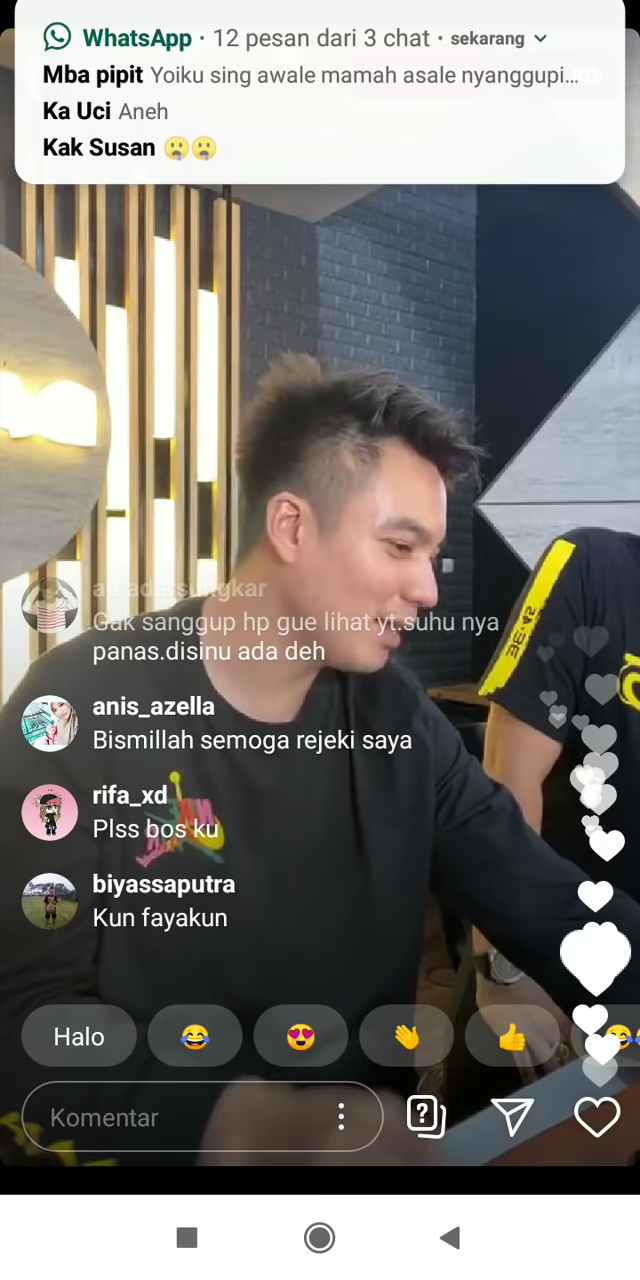 WhatsApp · 12 pesan dari 3 chat · sekarang
Mba pipit Yoiku sing awale mamah asale nyanggupi…
Ka Uci Aneh
Kak Susan 😦😦
Gak sanggup hp gue lihat yt.suhu nya
panas.disinu ada deh
anis_azella
Bismillah semoga rejeki saya
rifa_xd
Plss bos ku
biyassaputra
Kun fayakun
Halo 😂 😍 👋 👍 😂
Komentar